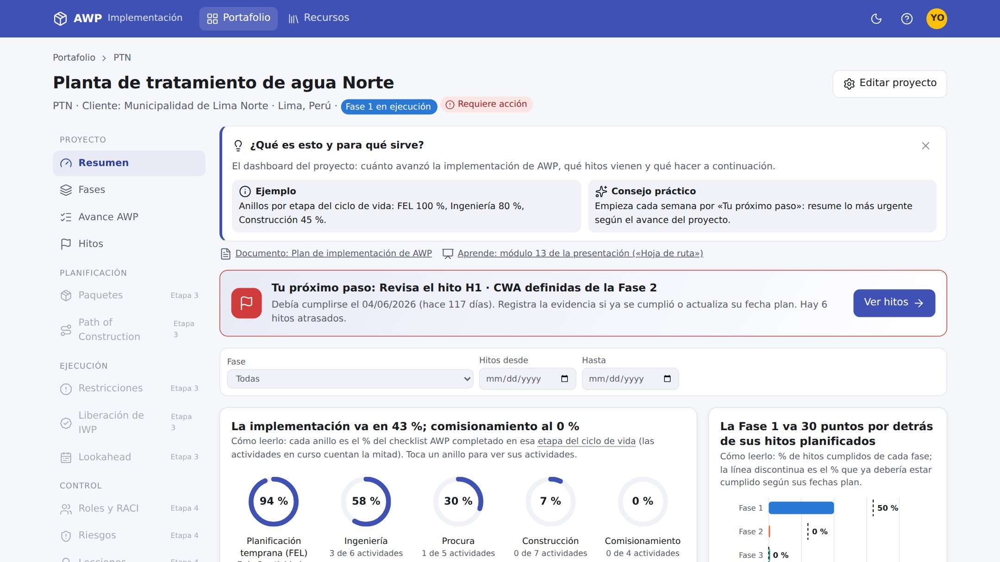 AWP Implementación Portafolio Recursos YO
Portafolio PTN
Planta de tratamiento de agua Norte
Editar proyecto
PTN · Cliente: Municipalidad de Lima Norte · Lima, Perú · Fase 1 en ejecución Requiere acción
PROYECTO
Resumen
Fases
Avance AWP
Hitos
PLANIFICACIÓN
Paquetes Etapa 3
Path of
Construction
Etapa
3
EJECUCIÓN
Restricciones Etapa 3
Liberación de
IWP
Etapa
3
Lookahead Etapa 3
CONTROL
Roles y RACI Etapa 4
Riesgos Etapa 4
Lecciones Etapa 4
¿Qué es esto y para qué sirve?
El dashboard del proyecto: cuánto avanzó la implementación de AWP, qué hitos vienen y qué hacer a continuación.
Ejemplo
Anillos por etapa del ciclo de vida: FEL 100 %, Ingeniería 80 %,
Construcción 45 %.
Consejo práctico
Empieza cada semana por «Tu próximo paso»: resume lo más urgente
según el avance del proyecto.
Documento: Plan de implementación de AWP Aprende: módulo 13 de la presentación («Hoja de ruta»)
Tu próximo paso: Revisa el hito H1 · CWA definidas de la Fase 2
Debía cumplirse el 04/06/2026 (hace 117 días). Registra la evidencia si ya se cumplió o actualiza su fecha plan. Hay 6
hitos atrasados.
Ver hitos
Fase
Todas
Hitos desde
mm/dd/yyyy
Hasta
mm/dd/yyyy
La implementación va en 43 %; comisionamiento al 0 %
Cómo leerlo: cada anillo es el % del checklist AWP completado en esa etapa del ciclo de vida (las
actividades en curso cuentan la mitad). Toca un anillo para ver sus actividades.
94 %
Planificación
temprana (FEL)
58 %
Ingeniería
3 de 6 actividades
30 %
Procura
1 de 5 actividades
7 %
Construcción
0 de 7 actividades
0 %
Comisionamiento
0 de 4 actividades
La Fase 1 va 30 puntos por detrás
de sus hitos planificados
Cómo leerlo: % de hitos cumplidos de cada fase;
la línea discontinua es el % que ya debería estar
cumplido según sus fechas plan.
Fase 1 50 %
Fase 2 0 %
Fase 3 0 %